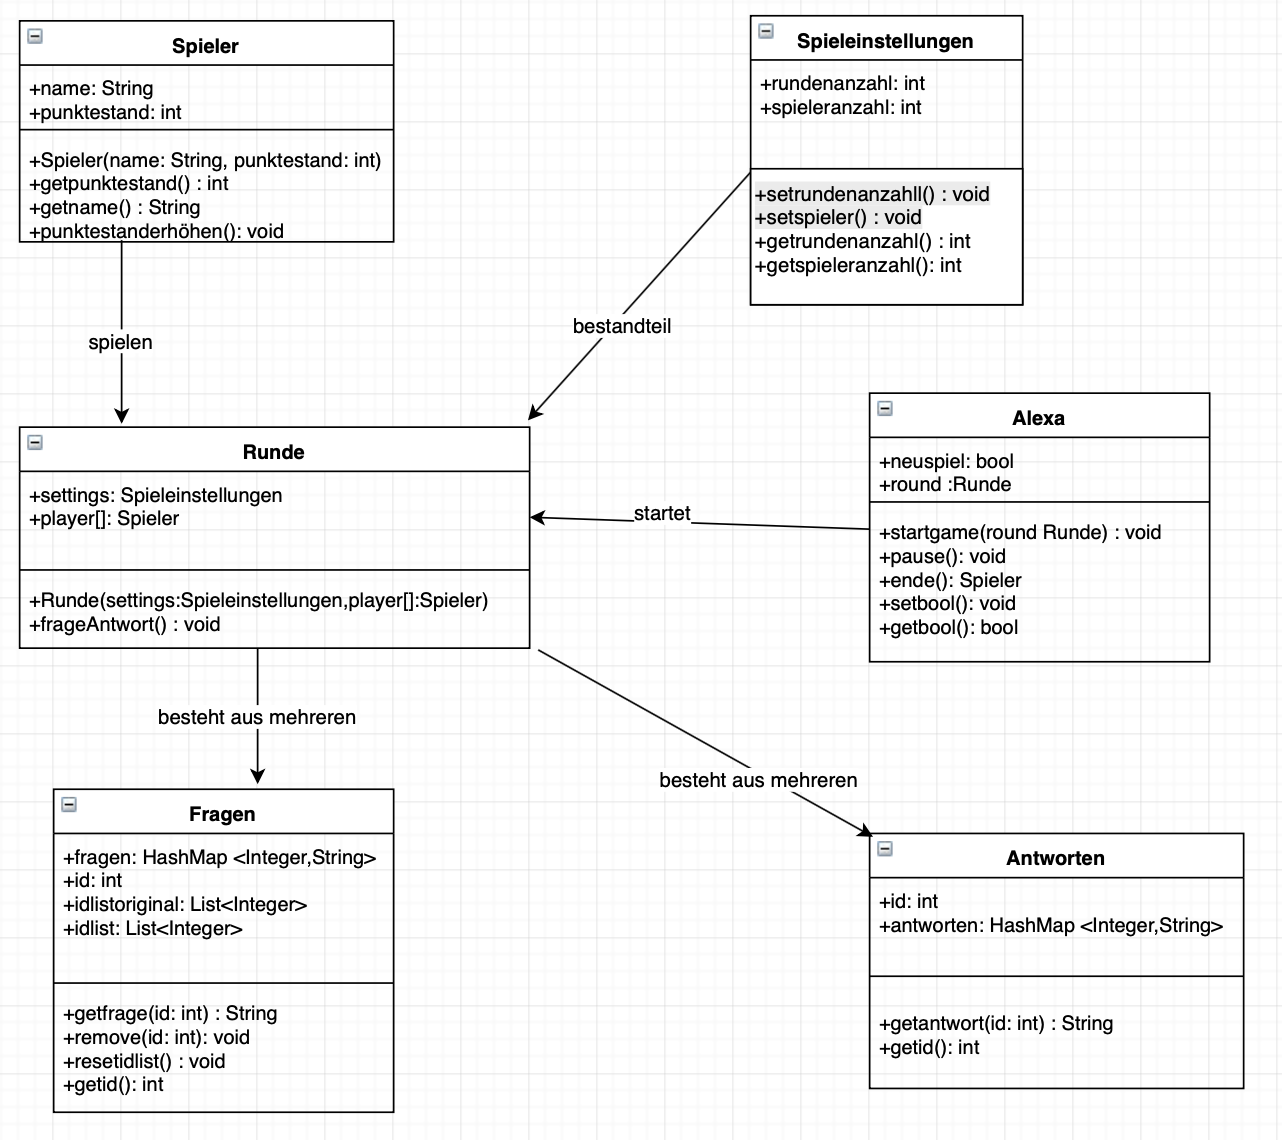 Spieler
+name: String
+punktestand: int
+Spieler(name: String, punktestand: int)
+getpunktestand() : int
+getname() : String
+punktestanderhöhen(): void
Spieleinstellungen
+rundenanzahl: int
+spieleranzahl: int
+setrundenanzahll() : void
+setspieler() : void
+getrundenanzahl() : int
+getspieleranzahl(): int
spielen
bestandteil
Runde
+settings: Spieleinstellungen
+player[]: Spieler
+Runde(settings:Spieleinstellungen,player[]:Spieler)
+frageAntwort() : void
startet
Alexa
+neuspiel: bool
+round :Runde
+startgame(round Runde) : void
+pause(): void
+ende(): Spieler
+setbool(): void
+getbool(): bool
besteht aus mehreren
besteht aus mehreren
Fragen
+fragen: HashMap <Integer,String>
+id: int
+idlistoriginal: List<Integer>
+idlist: List<Integer>
+getfrage(id: int) : String
+remove(id: int): void
+resetidlist() : void
+getid(): int
Antworten
+id: int
+antworten: HashMap <Integer,String>
+getantwort(id: int) : String
+getid(): int